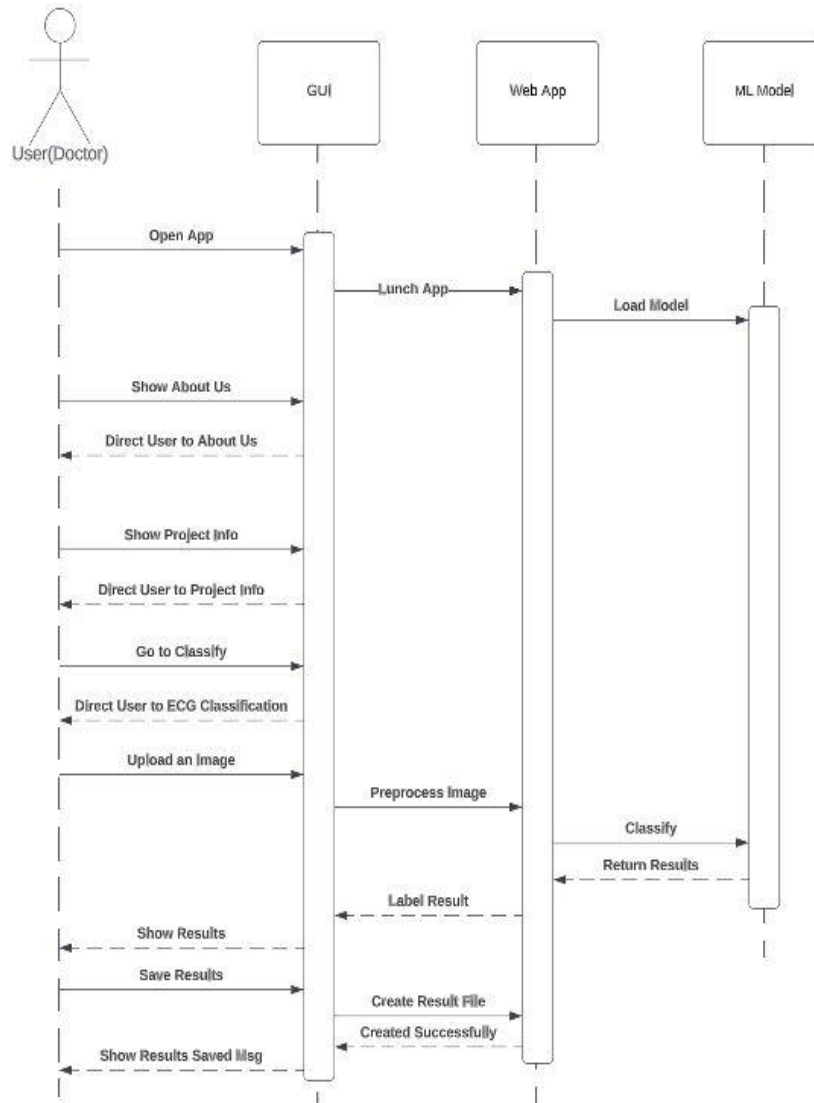 GUI
Web App
ML Model
User(Doctor)
Open App
Lunch App
Load Model
Show About Us
Direct User to About Us
Show Project Info
Direct User to Project Info
Go to Classify
Direct User to ECG Classification
Upload an Image
Preprocess Image
Classify
Return Results
Label Result
Show Results
Save Results
Create Result File
Created Successfully
Show Results Saved Msg